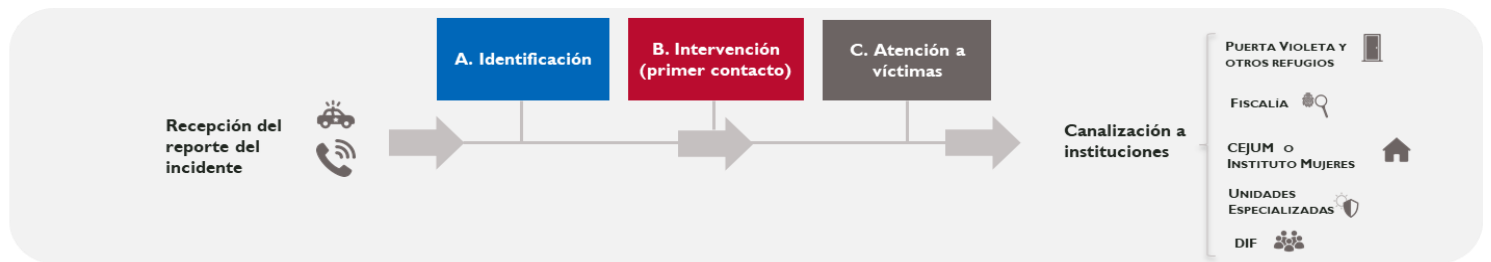 Recepción del
reporte del
incidente
A. Identificación
B. Intervención
(primer contacto)
C. Atención a
víctimas
Canalización a
instituciones
PUERTA VIOLETA Y
OTROS REFUGIOS
FISCALÍA
CEJUM O
INSTITUTO MUJERES
UNIDADES
ESPECIALIZADAS
DIF